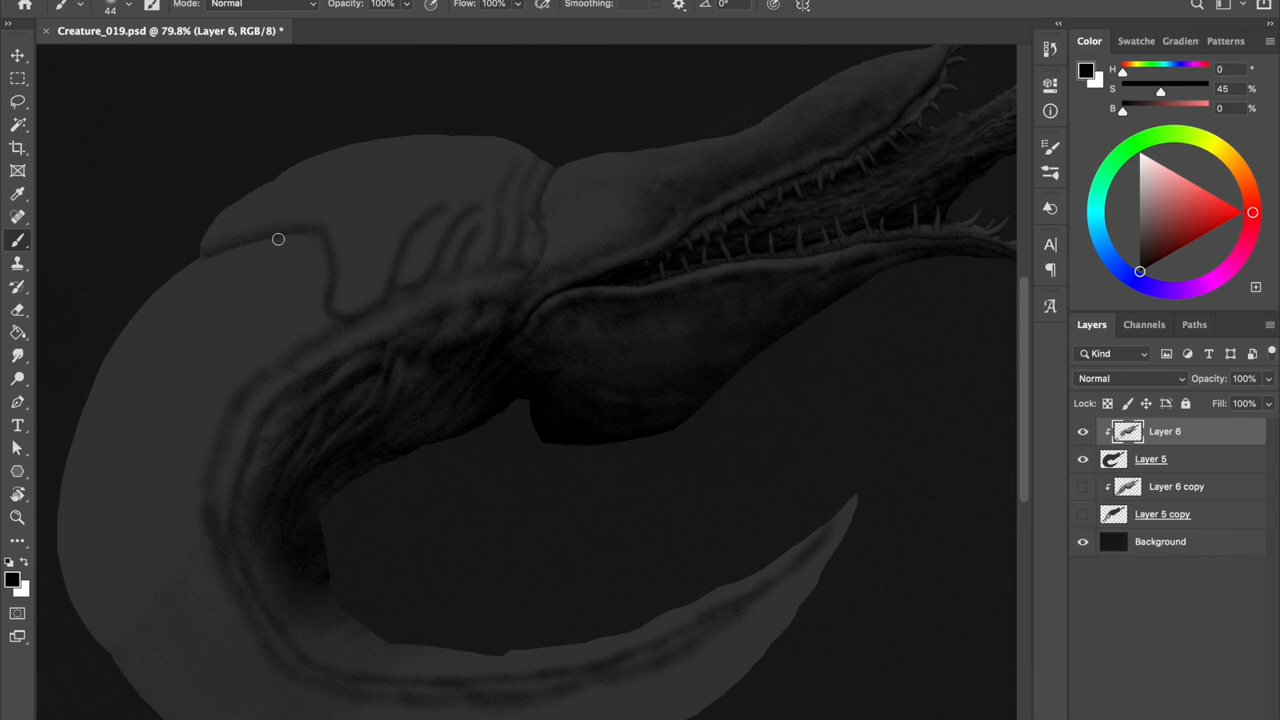 44 Mode: Normal Opacity: 100% Flow: 100% Smoothing: 0°
Creature_019.psd @ 79.8% (Layer 6, RGB/8) *
Color Swatche Gradien Patterns
H 0 °
S 45 %
B 0 %
Layers Channels Paths
Kind
Normal Opacity: 100%
Lock: Fill: 100%
Layer 6
Layer 5
Layer 6 copy
Layer 5 copy
Background